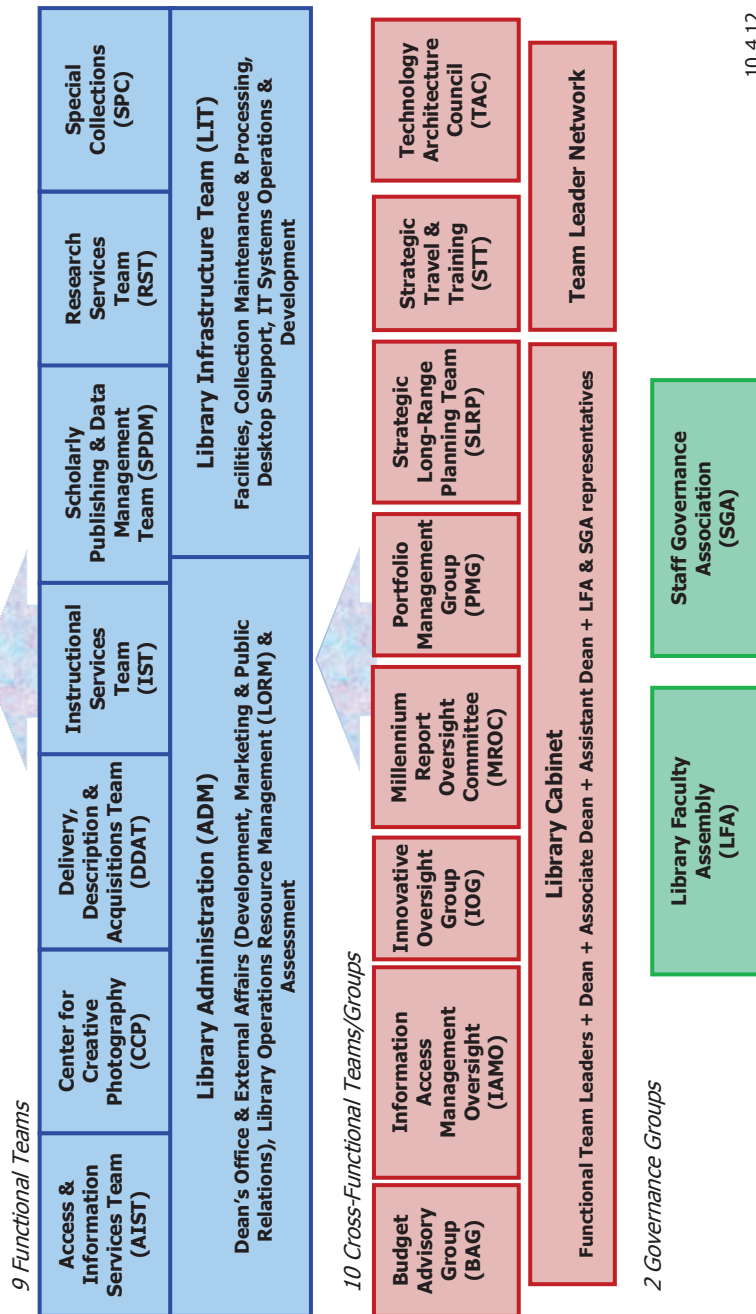 9 Functional Teams
Access &
Information
Services Team
(AIST)
Center for
Creative
Photography
(CCP)
Delivery,
Description &
Acquisitions Team
(DDAT)
Instructional
Services
Team
(IST)
Scholarly
Publishing & Data
Management
Team (SPDM)
Research
Services
Team
(RST)
Special
Collections
(SPC)
Library Administration (ADM)
Dean's Office & External Affairs (Development, Marketing & Public
Relations), Library Operations Resource Management (LORM) &
Assessment
Library Infrastructure Team (LIT)
Facilities, Collection Maintenance & Processing,
Desktop Support, IT Systems Operations &
Development
10 Cross-Functional Teams/Groups
Budget
Advisory
Group
(BAG)
Information
Access
Management
Oversight
(IAMO)
Innovative
Oversight
Group
(IOG)
Millennium
Report
Oversight
Committee
(MROC)
Portfolio
Management
Group
(PMG)
Strategic
Long-Range
Planning Team
(SLRP)
Strategic
Travel &
Training
(STT)
Technology
Architecture
Council
(TAC)
Library Cabinet
Functional Team Leaders + Dean + Associate Dean + Assistant Dean + LFA & SGA representatives
Team Leader Network
2 Governance Groups
Library Faculty
Assembly
(LFA)
Staff Governance
Association
(SGA)
10.4.12